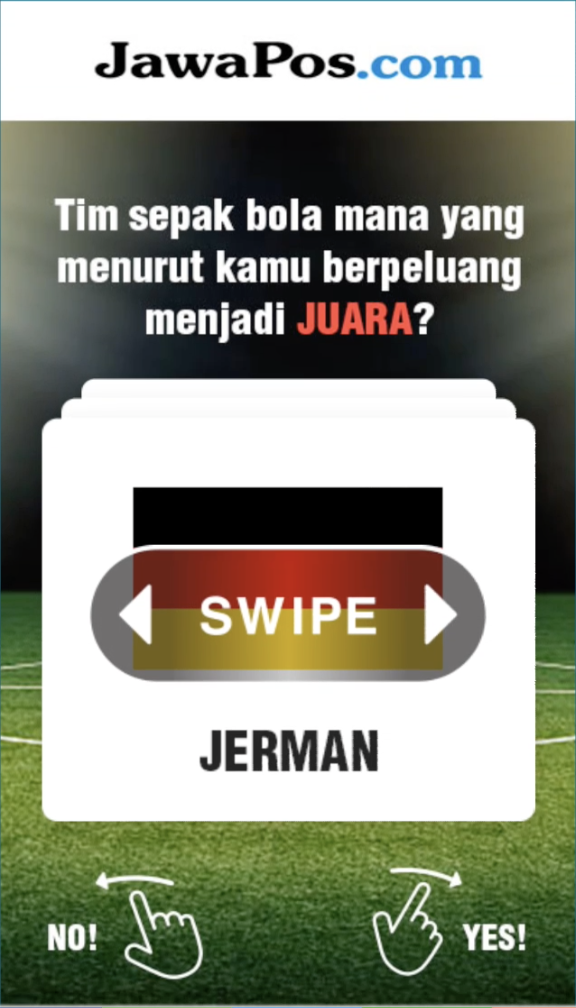 JawaPos.com
Tim sepak bola mana yang
menurut kamu berpeluang
menjadi JUARA?
SWIPE
JERMAN
NO!
YES!